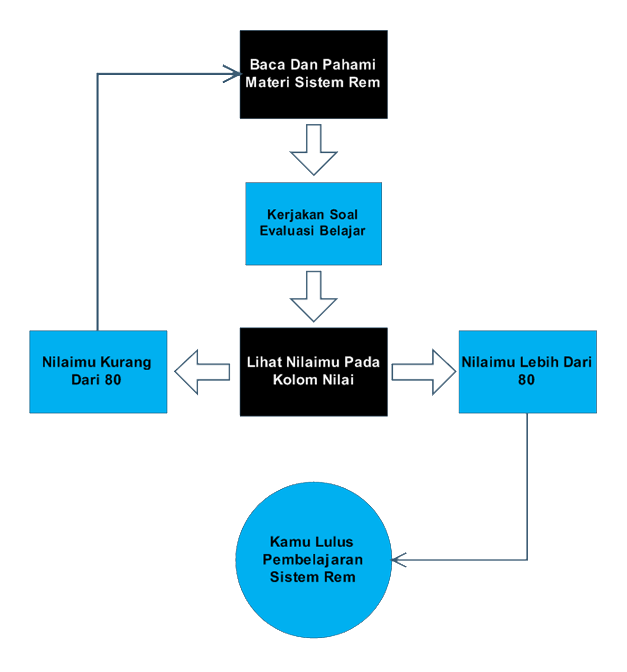 Baca Dan Pahami
Materi Sistem Rem
Kerjakan Soal
Evaluasi Belajar
Nilaimu Kurang
Dari 80
Lihat Nilaimu Pada
Kolom Nilai
Nilaimu Lebih Dari
80
Kamu Lulus
Pembelajaran
Sistem Rem